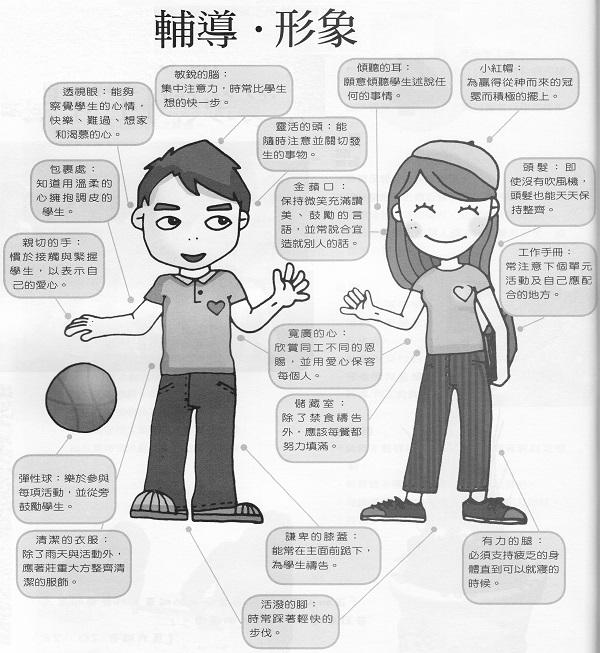 輔導·形象
透視眼：能夠
察覺學生的心情，
快樂、難過、想家
和渴慕的心。
敏銳的腦：
集中注意力，時常比學生
想的快一步。
傾聽的耳：
願意傾聽學生述說任
何的事情。
小紅帽：
為贏得從神而來的冠
冕而積極的擺上。
靈活的頭：能
隨時注意並關切發
生的事物。
包裹處：
知道用溫柔的
心擁抱調皮的
學生。
金蘋口：
保持微笑充滿讚
美、鼓勵的言
語，並常說合宜
造就別人的話。
頭髮：即
使沒有吹風機，
頭髮也能天天保
持整齊。
親切的手：
慣於接觸與緊握
學生，以表示自
己的愛心。
工作手冊：
常注意下個單元
活動及自己應配
合的地方。
寬廣的心：
欣賞同工不同的恩
賜，並用愛心保容
每個人。
儲藏室：
除了禁食禱告
外，應該每餐都
努力填滿。
彈性球：樂於參與
每項活動，並從旁
鼓勵學生。
清潔的衣服：
除了雨天與活動外，
應著莊重大方整齊清
潔的服飾。
謙卑的膝蓋：
能常在主面前跪下，
為學生禱告。
有力的腿：
必須支持疲乏的身
體直到可以就寢的
時候。
活潑的腳：
時常踩著輕快的
步伐。